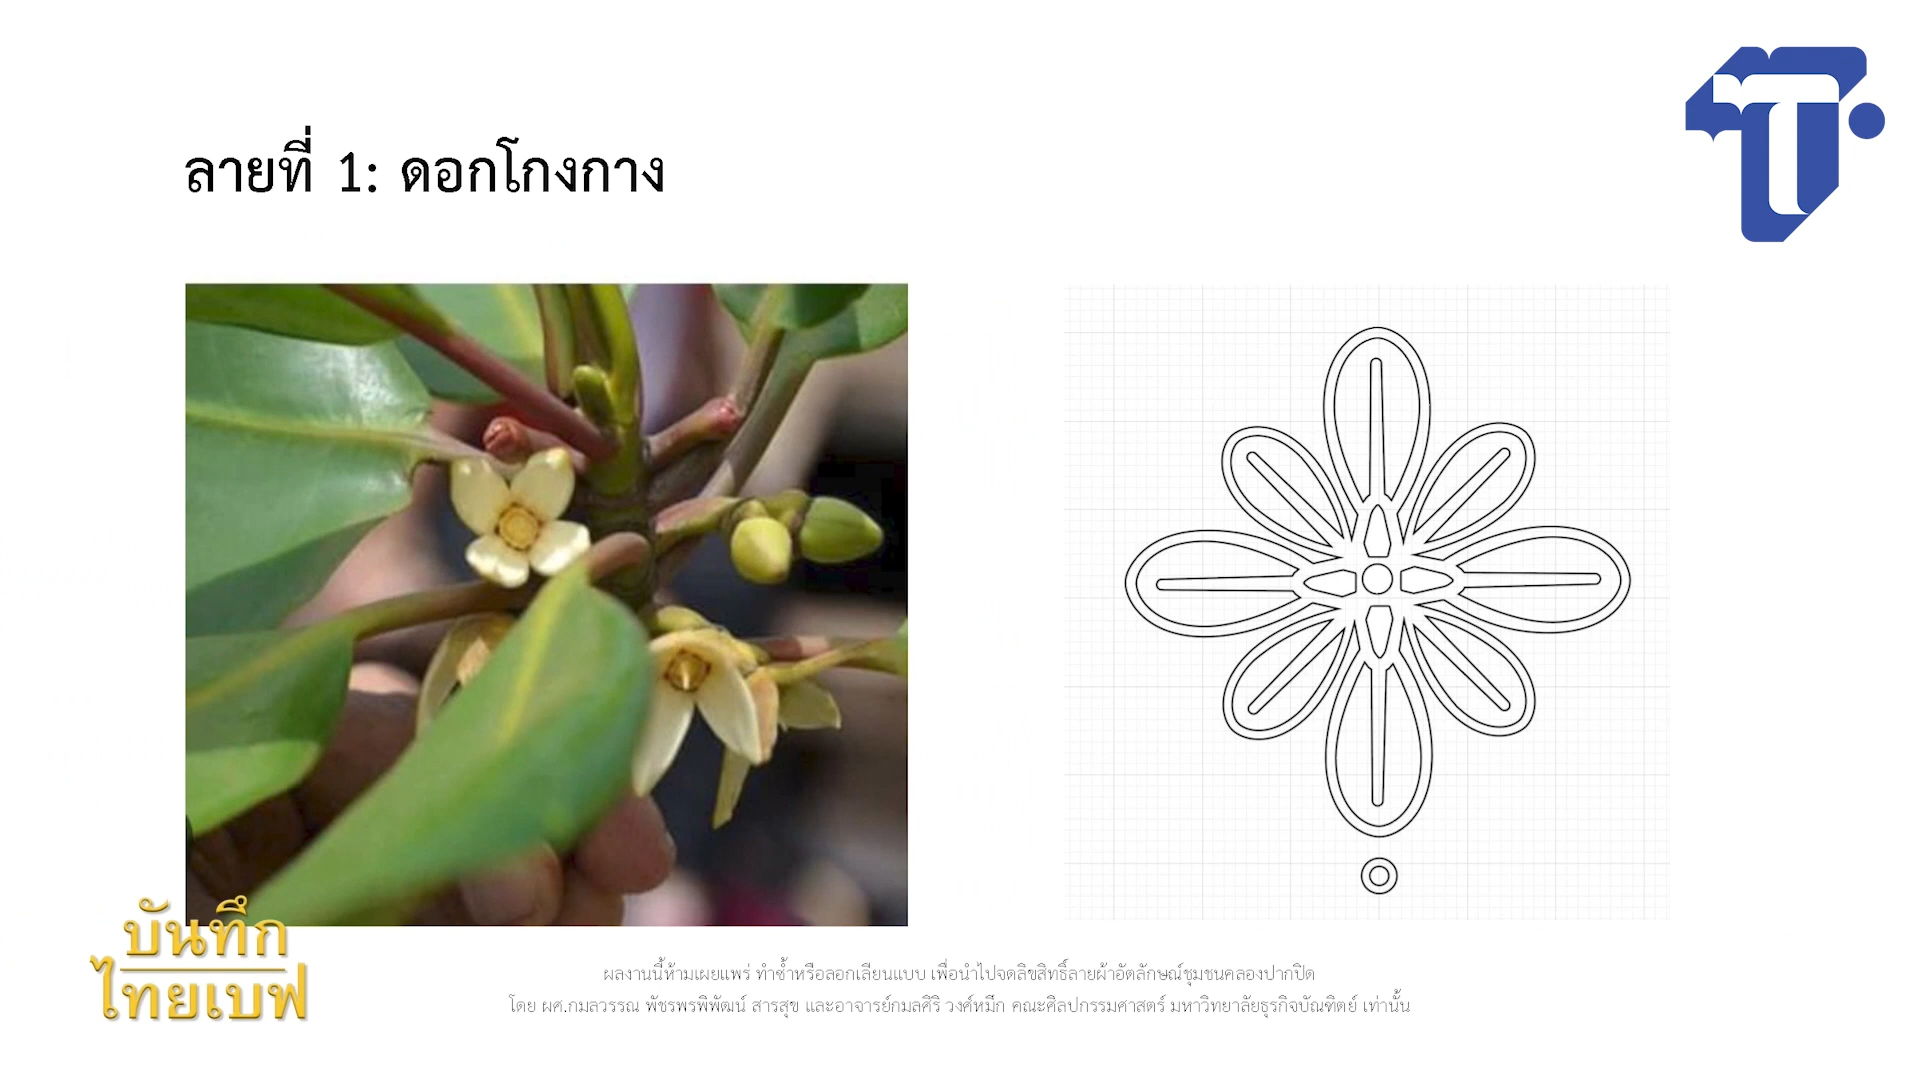 ลายที่ 1: ดอกโกงกาง
บันทึก
ไทยเบฟ
ผลงานนี้ห้ามเผยแพร่ ทำซ้ำหรือลอกเลียนแบบ เพื่อนำไปจดลิขสิทธิ์ลายผ้าอัตลักษณ์ชุมชนคลองปากปิด
โดย ผศ.กมลวรรณ พัชรพรพิพัฒน์ สารสุข และอาจารย์กมลศิริ วงศ์หมึก คณะศิลปกรรมศาสตร์ มหาวิทยาลัยธุรกิจบัณฑิตย์ เท่านั้น